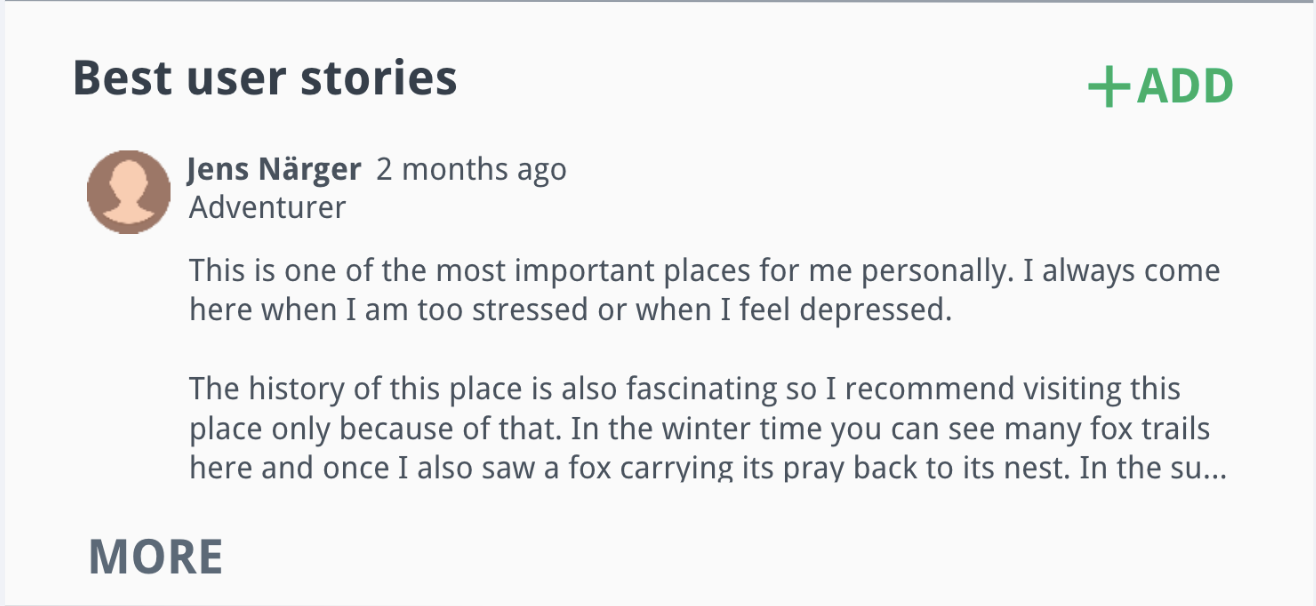 Best user stories
+ADD
Jens Närger 2 months ago
Adventurer
This is one of the most important places for me personally. I always come
here when I am too stressed or when I feel depressed.
The history of this place is also fascinating so I recommend visiting this
place only because of that. In the winter time you can see many fox trails
here and once I also saw a fox carrying its pray back to its nest. In the su...
MORE